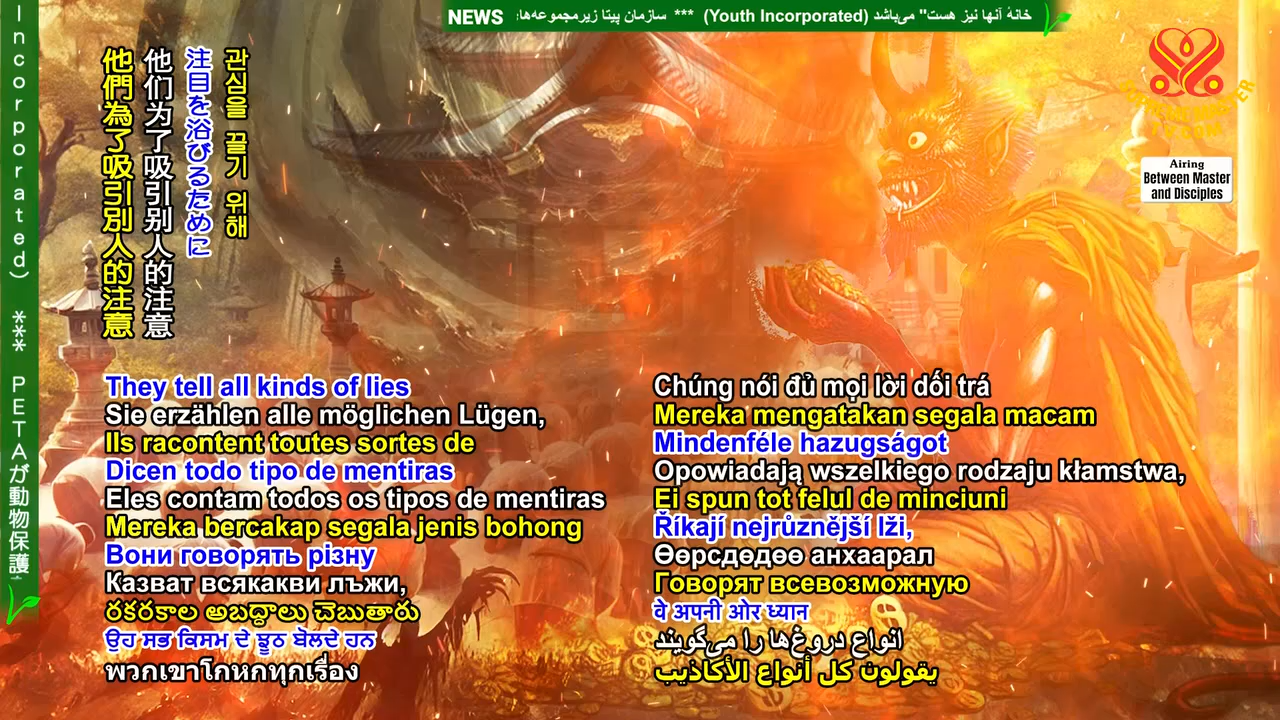 Incorporated) *** PETAが動物保護
NEWS خانهٔ آنها نیز هست" می‌باشد (Youth Incorporated) *** سازمان پیتا زیرمجموعه‌ها:
SUPREME MASTER
TV.COM
Airing
Between Master
and Disciples
관심을 끌기 위해
注目を浴びるために
他们为了吸引别人的注意
他們為了吸引別人的注意
They tell all kinds of lies
Sie erzählen alle möglichen Lügen,
Ils racontent toutes sortes de
Dicen todo tipo de mentiras
Eles contam todos os tipos de mentiras
Mereka bercakap segala jenis bohong
Вони говорять різну
Казват всякакви лъжи,
రకరకాల అబద్ధాలు చెబుతారు
ਉਹ ਸਭ ਕਿਸਮ ਦੇ ਝੂਠ ਬੋਲਦੇ ਹਨ
พวกเขาโกหกทุกเรื่อง
Chúng nói đủ mọi lời dối trá
Mereka mengatakan segala macam
Mindenféle hazugságot
Opowiadają wszelkiego rodzaju kłamstwa,
Ei spun tot felul de minciuni
Říkají nejrůznější lži,
Өөрсдөдөө анхаарал
Говорят всевозможную
वे अपनी ओर ध्यान
انواع دروغ‌ها را می‌گویند
يقولون كل أنواع الأكاذيب